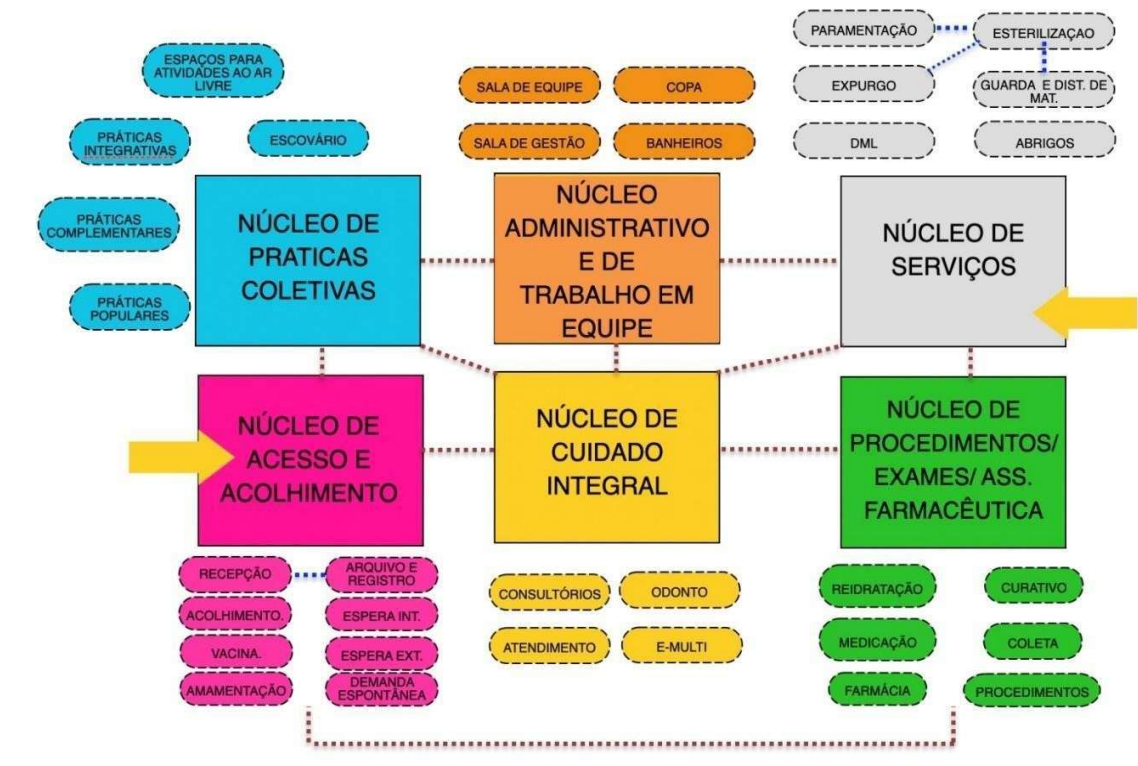 ESPAÇOS PARA
ATIVIDADES AO AR
LIVRE
PRÁTICAS
INTEGRATIVAS
ESCOVÁRIO
PRÁTICAS
COMPLEMENTARES
PRÁTICAS
POPULARES
NÚCLEO DE
PRATICAS
COLETIVAS
SALA DE EQUIPE
COPA
SALA DE GESTÃO
BANHEIROS
NÚCLEO
ADMINISTRATIVO
E DE
TRABALHO EM
EQUIPE
PARAMENTAÇÃO
ESTERILIZAÇAO
EXPURGO
GUARDA E DIST. DE
MAT.
DML
ABRIGOS
NÚCLEO DE
SERVIÇOS
NÚCLEO DE
ACESSO E
ACOLHIMENTO
RECEPÇÃO
ARQUIVO E
REGISTRO
ACOLHIMENTO.
ESPERA INT.
VACINA.
ESPERA EXT.
AMAMENTAÇÃO
DEMANDA
ESPONTÂNEA
NÚCLEO DE
CUIDADO
INTEGRAL
CONSULTÓRIOS
ODONTO
ATENDIMENTO
E-MULTI
NÚCLEO DE
PROCEDIMENTOS/
EXAMES/ ASS.
FARMACÊUTICA
REIDRATAÇÃO
CURATIVO
MEDICAÇÃO
COLETA
FARMÁCIA
PROCEDIMENTOS